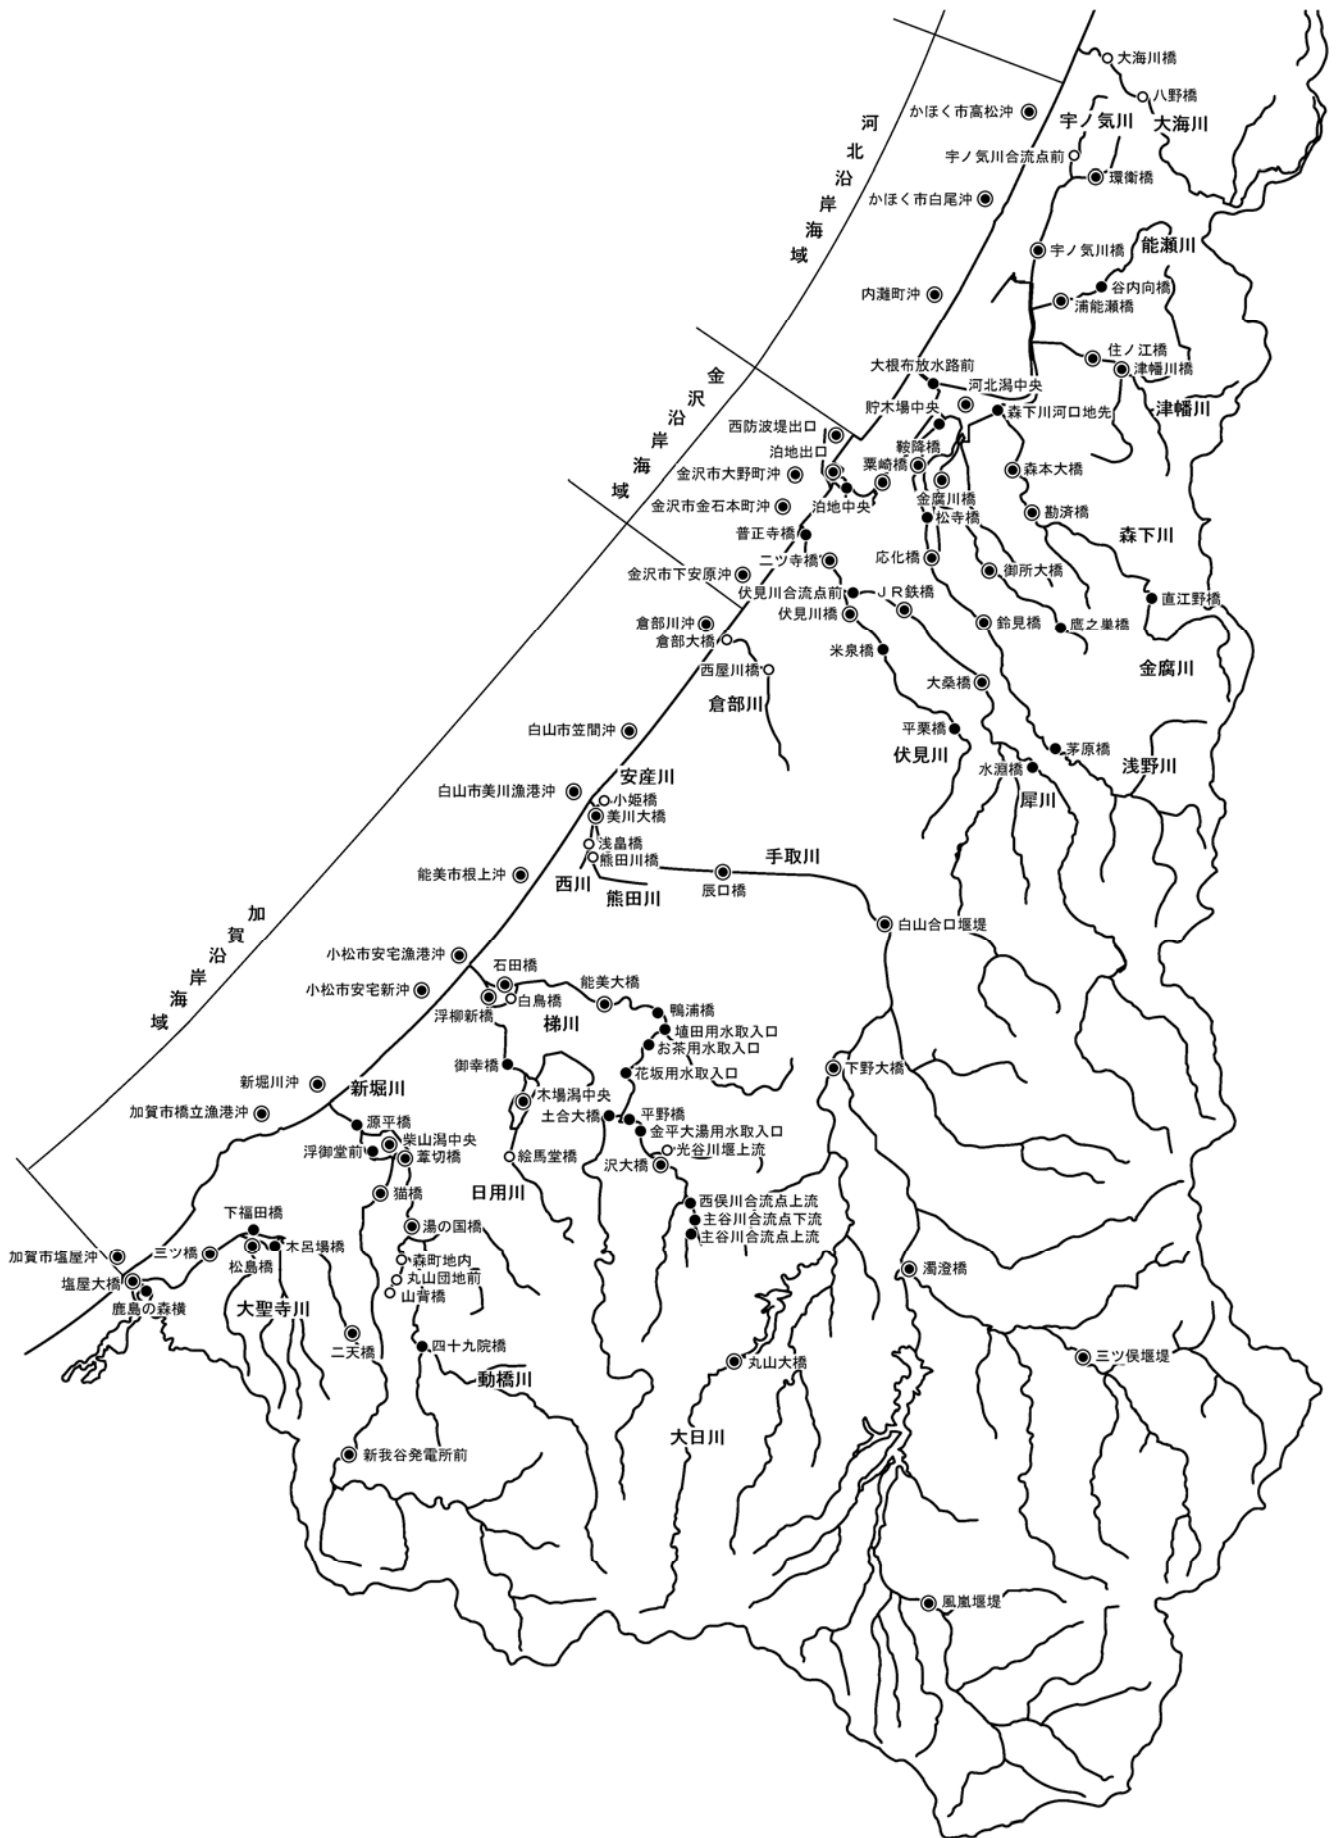 大海川橋
八野橋
かほく市高松沖
宇ノ気川
大海川
河北沿岸海域
宇ノ気川合流点前
環衛橋
かほく市白尾沖
能瀬川
宇ノ気川橋
谷内向橋
内灘町沖
浦能瀬橋
住ノ江橋
大根布放水路前
津幡川橋
河北潟中央
金沢沿岸海域
貯木場中央
森下川河口地先
津幡川
西防波堤出口
鞍降橋
泊地出口
粟崎橋
森本大橋
金沢市大野町沖
金腐川橋
泊地中央
金沢市金石本町沖
松寺橋
勘済橋
普正寺橋
森下川
二ツ寺橋
応化橋
御所大橋
金沢市下安原沖
伏見川合流点前
JR鉄橋
直江野橋
伏見川橋
倉部川沖
鈴見橋
鷹之巣橋
倉部大橋
米泉橋
西屋川橋
金腐川
大桑橋
倉部川
平栗橋
白山市笠間沖
茅原橋
伏見川
浅野川
水淵橋
安産川
白山市美川漁港沖
小姫橋
犀川
美川大橋
浅畠橋
熊田川橋
手取川
能美市根上沖
西川
熊田川
辰口橋
加賀沿岸海域
白山合口堰堤
小松市安宅漁港沖
石田橋
能美大橋
小松市安宅新沖
白鳥橋
鴨浦橋
浮柳新橋
梯川
埴田用水取入口
お茶用水取入口
御幸橋
下野大橋
花坂用水取入口
新堀川沖
新堀川
木場潟中央
加賀市橋立漁港沖
土合大橋
平野橋
源平橋
金平大湯用水取入口
柴山潟中央
浮御堂前
光谷川堰上流
葦切橋
絵馬堂橋
沢大橋
猫橋
日用川
西俣川合流点上流
下福田橋
主谷川合流点下流
湯の国橋
主谷川合流点上流
三ツ橋
木呂場橋
加賀市塩屋沖
松島橋
森町地内
濁澄橋
塩屋大橋
丸山団地前
鹿島の森横
山背橋
大聖寺川
二天橋
四十九院橋
三ツ俣堰堤
丸山大橋
動橋川
大日川
新我谷発電所前
風嵐堰堤